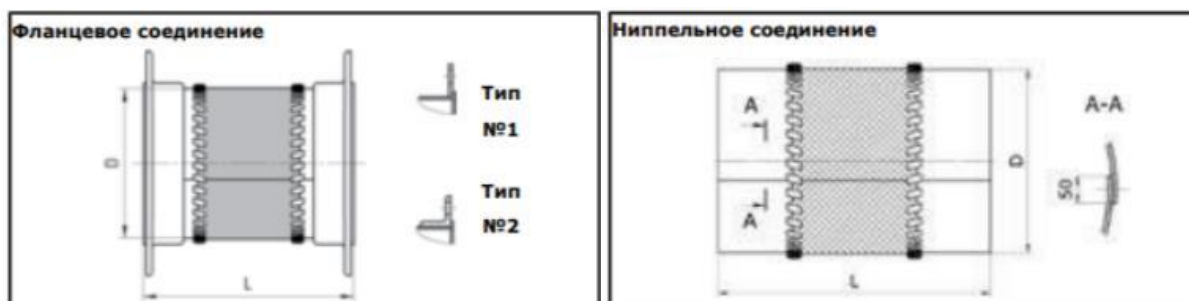 Фланцевое соединение
Тип
№1
Тип
№2
D
L
Ниппельное соединение
А
А
А-А
D
50
L